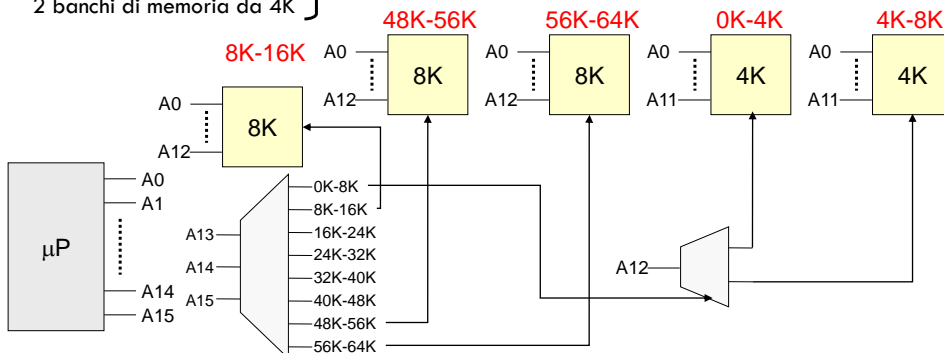 2 banchi di memoria da 4K
48K-56K
56K-64K
0K-4K
4K-8K
8K-16K
A0
A12
8K
A0
A12
8K
A0
A11
4K
A0
A11
4K
A0
A12
8K
µP
A0
A1
A14
A15
A13
A14
A15
0K-8K
8K-16K
16K-24K
24K-32K
32K-40K
40K-48K
48K-56K
56K-64K
A12